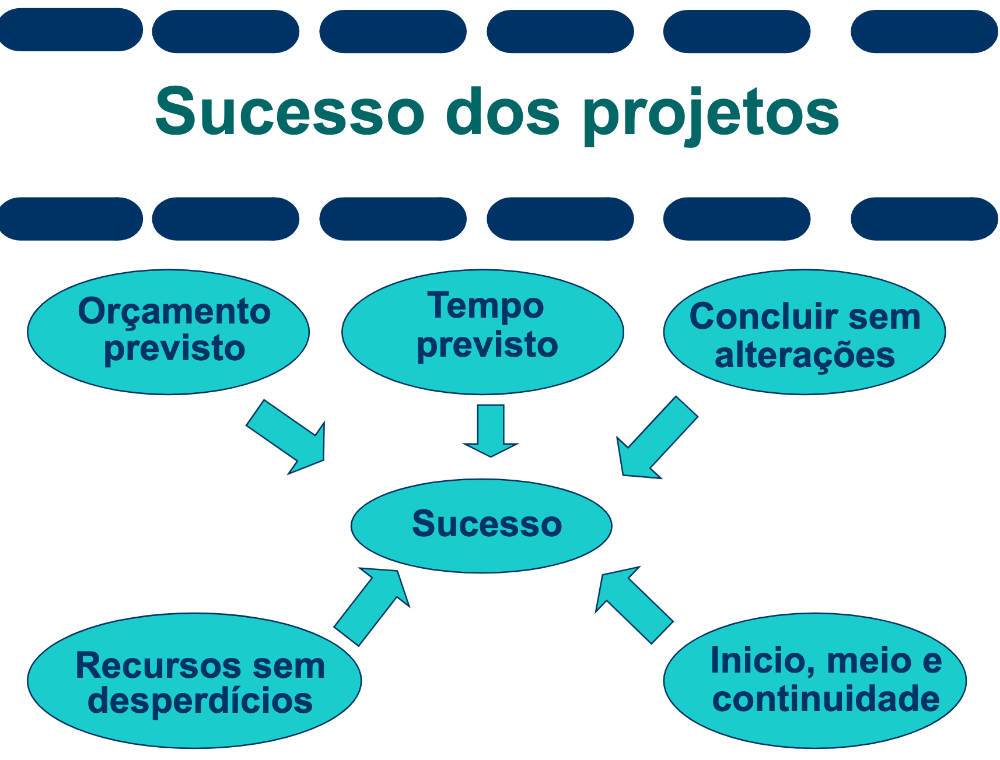 Sucesso dos projetos
Orçamento
previsto
Tempo
previsto
Concluir sem
alterações
Sucesso
Recursos sem
desperdícios
Inicio, meio e
continuidade